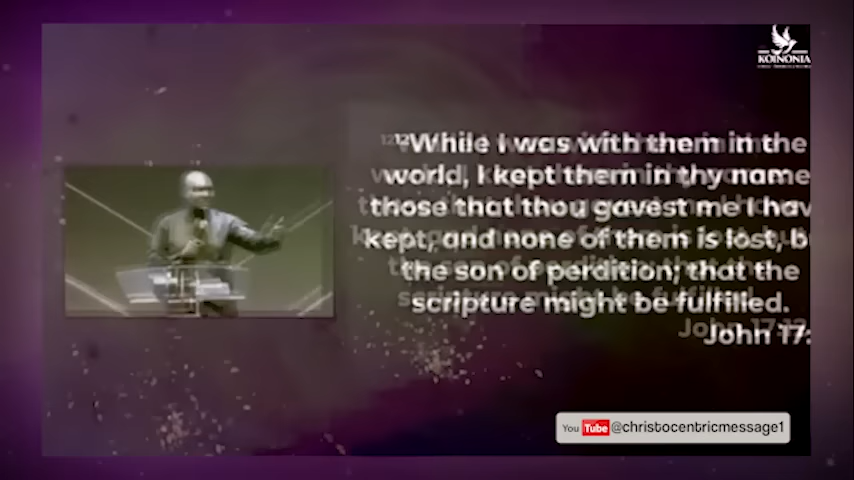 KOINONIA
12 While I was with them in the
world, I kept them in thy name
those that thou gavest me I hav
kept, and none of them is lost, b
the son of perdition; that the
scripture might be fulfilled.
John 17:
You Tube @christocentricmessage1